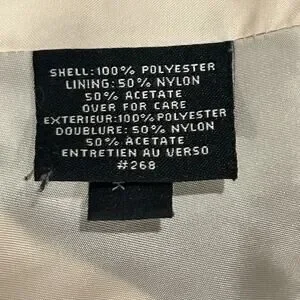 SHELL:100% POLYESTER
LINING:50% NYLON
50% ACETATE
OVER FOR CARE
EXTERIEUR:100% POLYESTER
DOUBLURE:50% NYLON
50% ACETATE
ENTRETIEN AU VERSO
#268